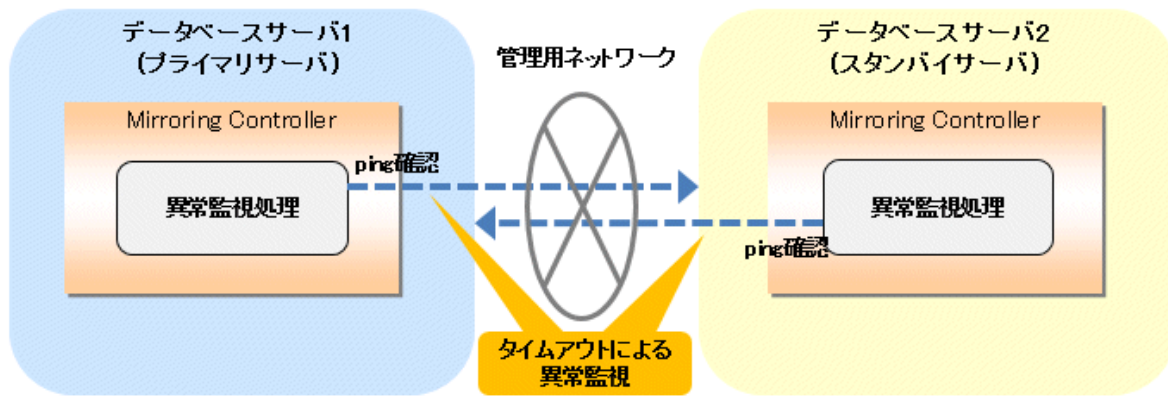 データベースサーバ1
(プライマリサーバ)
Mirroring Controller
異常監視処理
ping確認
管理用ネットワーク
データベースサーバ2
(スタンバイサーバ)
Mirroring Controller
異常監視処理
ping確認
タイムアウトによる
異常監視